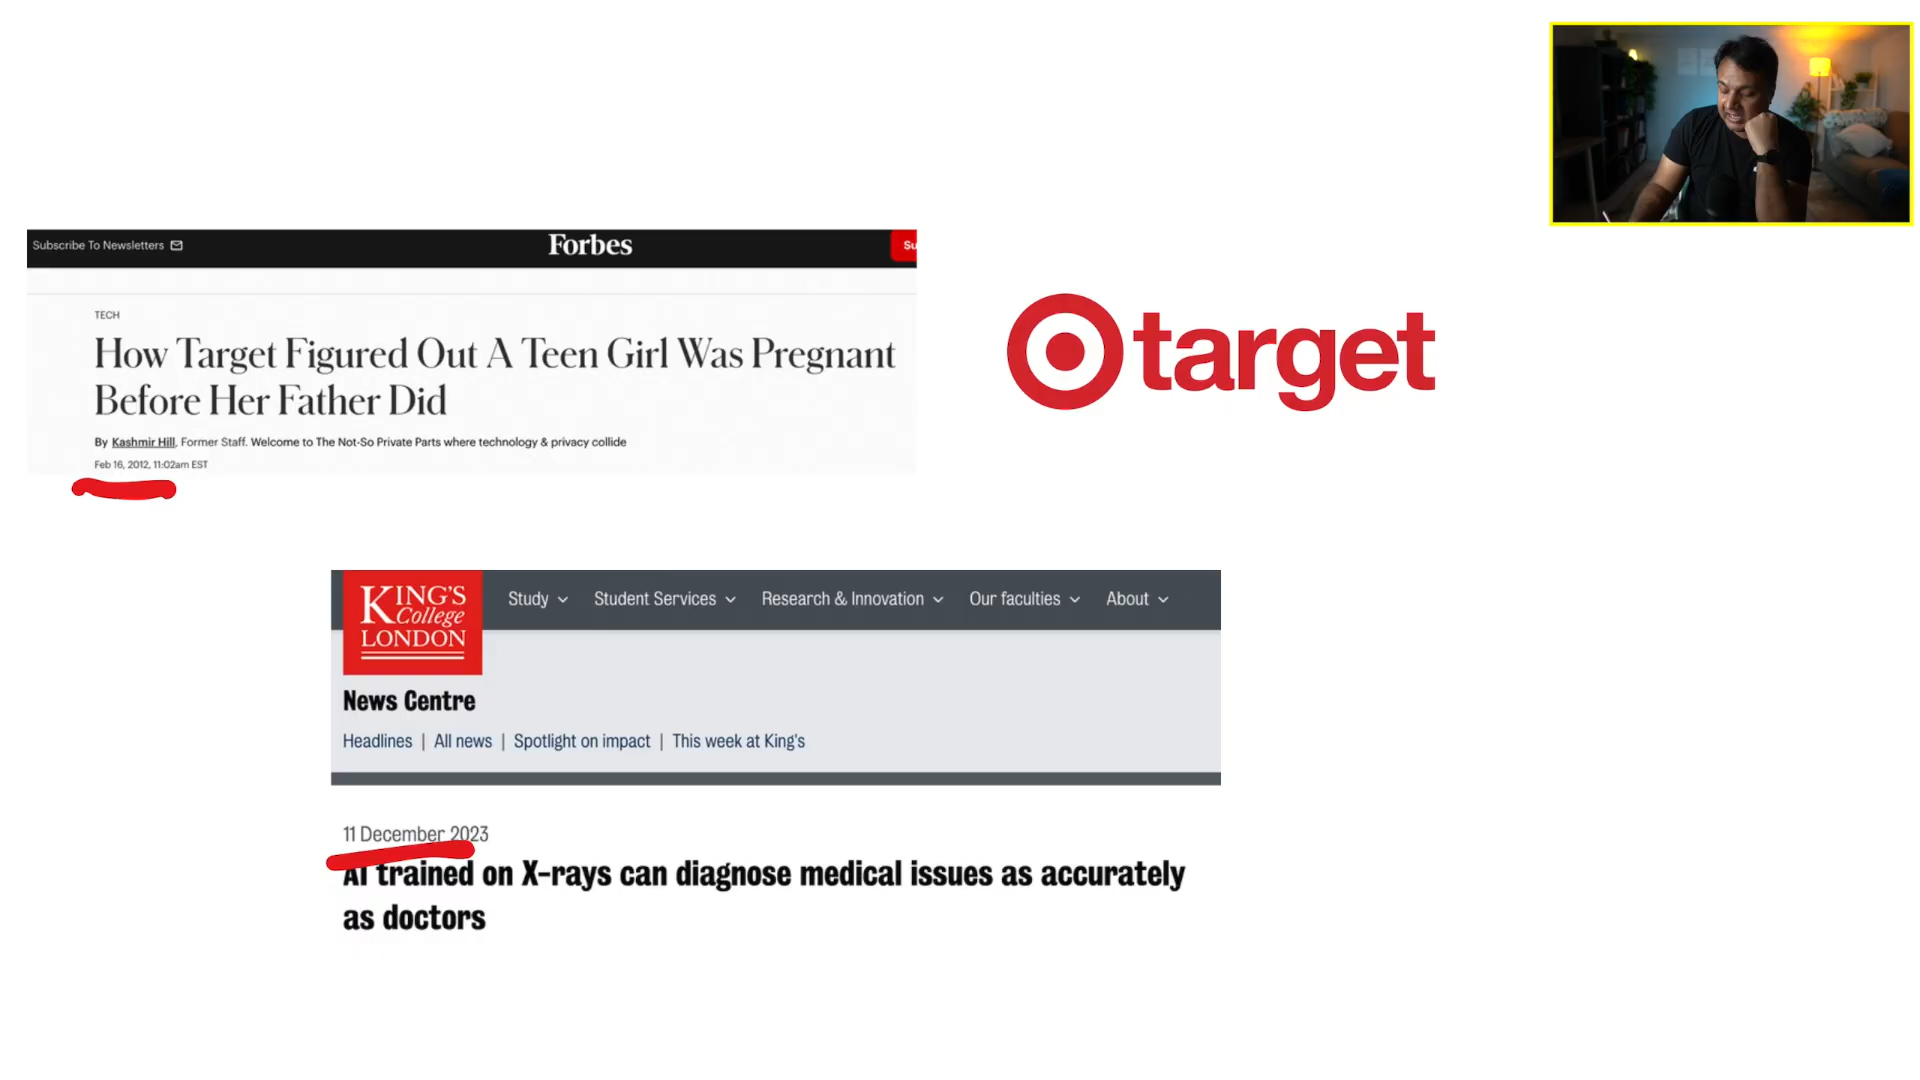 Subscribe To Newsletters
Forbes
Su
TECH
How Target Figured Out A Teen Girl Was Pregnant
Before Her Father Did
By Kashmir Hill, Former Staff. Welcome to The Not-So Private Parts where technology & privacy collide
Feb 16, 2012, 11:02am EST
target
KING'S
College
LONDON
Study
Student Services
Research & Innovation
Our faculties
About
News Centre
Headlines | All news | Spotlight on impact | This week at King's
11 December 2023
AI trained on X-rays can diagnose medical issues as accurately
as doctors